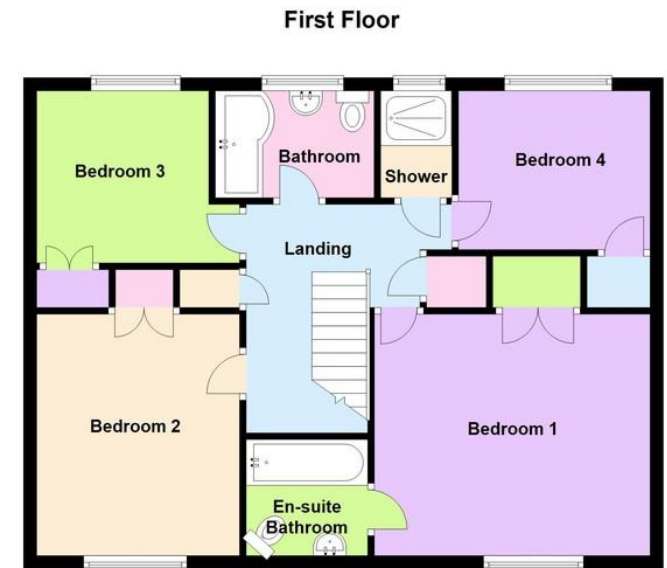 First Floor
Bedroom 3
Bathroom
Shower
Bedroom 4
Landing
Bedroom 2
Bedroom 1
En-suite
Bathroom